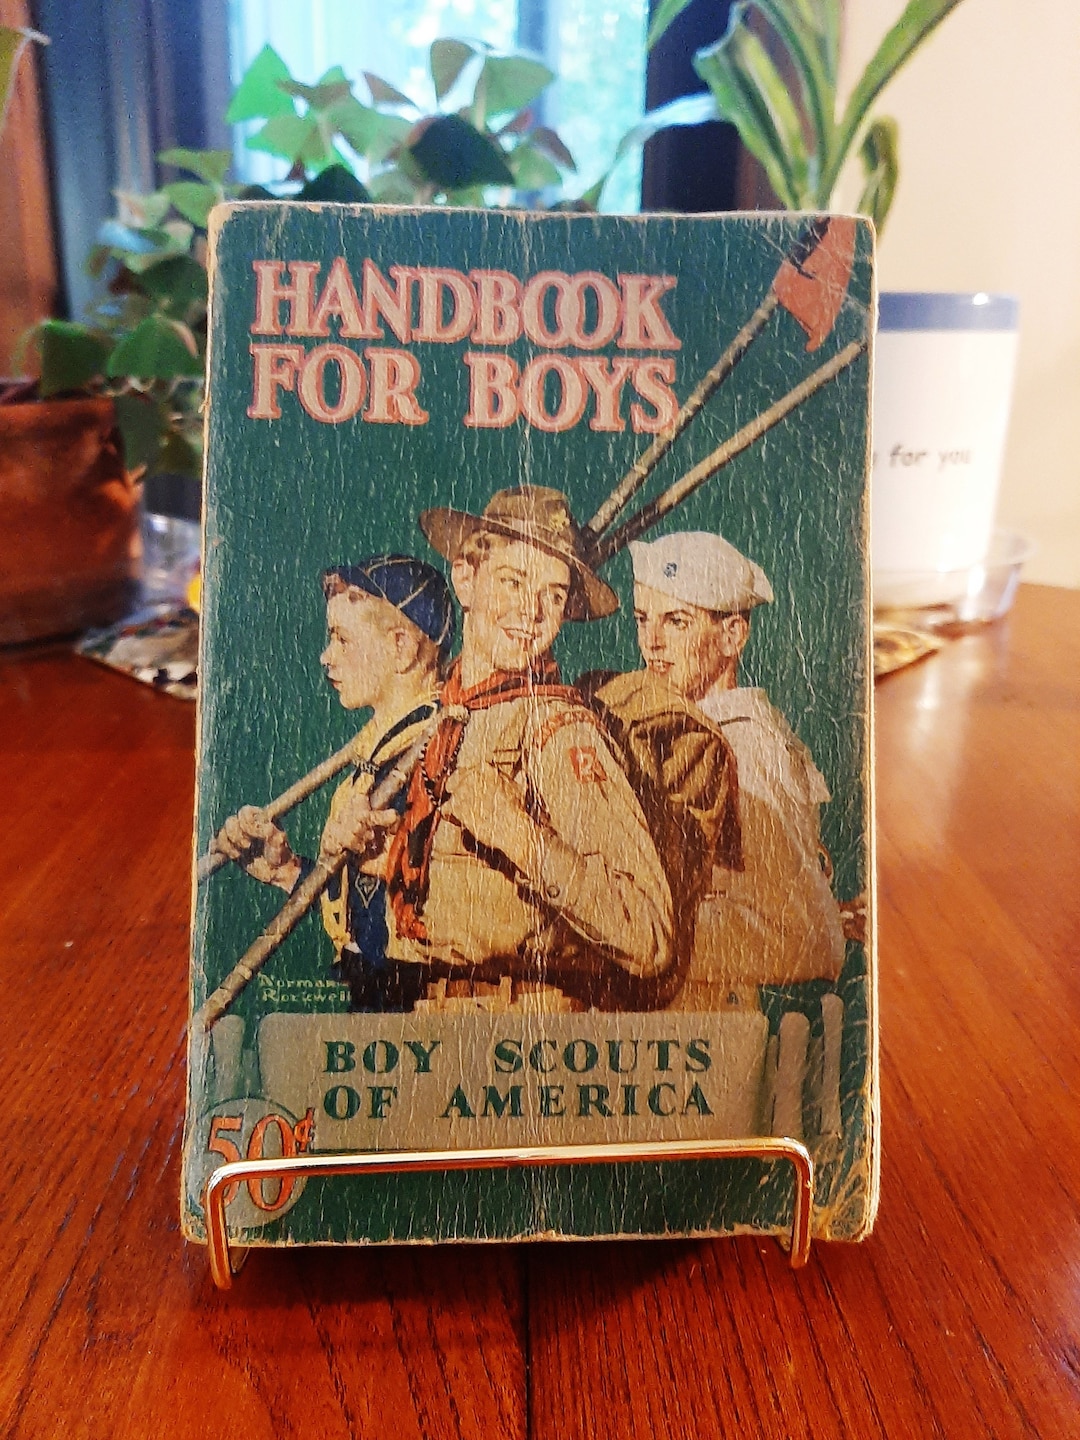 HANDBOOK
FOR BOYS
for you
Norman
Rockwell
BOY SCOUTS
OF AMERICA
50¢